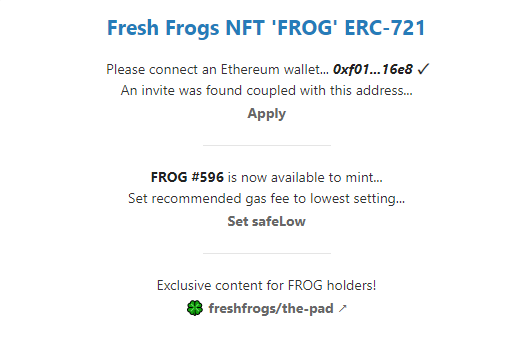 Fresh Frogs NFT 'FROG' ERC-721
Please connect an Ethereum wallet... 0xf01...16e8 ✓
An invite was found coupled with this address...
Apply
FROG #596 is now available to mint...
Set recommended gas fee to lowest setting...
Set safeLow
Exclusive content for FROG holders!
🍀 freshfrogs/the-pad ↗